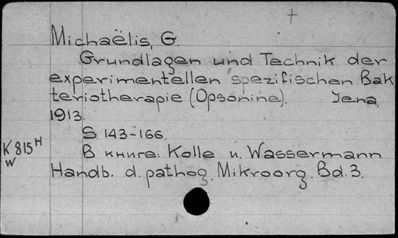 Michaëlis, G.
Grundlagen und Technik der
experimentellen spezifischen Bak
teriotherapie (Opsonine). Jena,
1913.
S. 143-166.
K 815 H
w
В книге: Kolle u. Wassermann
Handb. d. pathog. Mikroorg. Bd. 3.